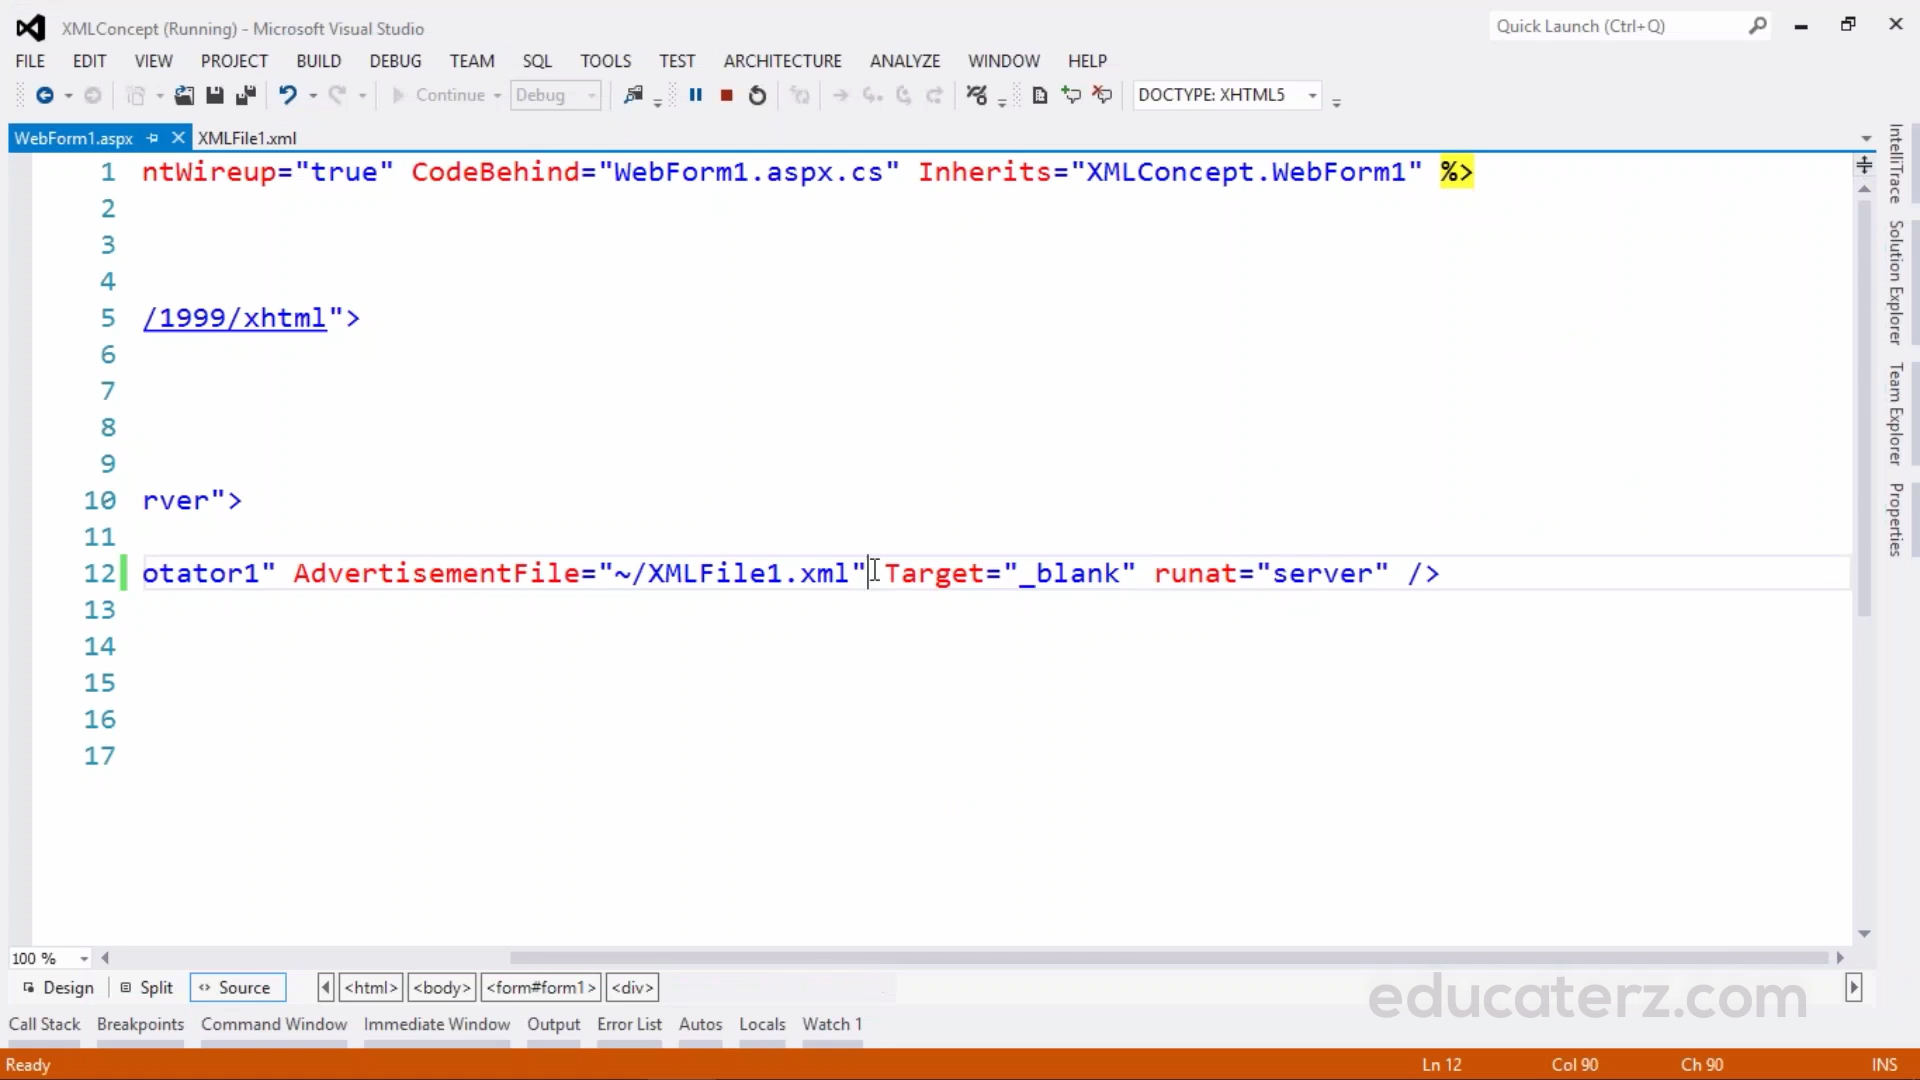 XMLConcept (Running) - Microsoft Visual Studio
Quick Launch (Ctrl+Q)
FILE EDIT VIEW PROJECT BUILD DEBUG TEAM SQL TOOLS TEST ARCHITECTURE ANALYZE WINDOW HELP
Continue Debug DOCTYPE: XHTML5
WebForm1.aspx XMLFile1.xml
1 ntWireup="true" CodeBehind="WebForm1.aspx.cs" Inherits="XMLConcept.WebForm1" %>
2
3
4
5 /1999/xhtml">
6
7
8
9
10 rver">
11
12 otator1" AdvertisementFile="~/XMLFile1.xml" Target="_blank" runat="server" />
13
14
15
16
17
IntelliTrace
Solution Explorer
Team Explorer
Properties
100 %
Design Split Source <html> <body> <form#form1> <div>
educaterz.com
Call Stack Breakpoints Command Window Immediate Window Output Error List Autos Locals Watch 1
Ready Ln 12 Col 90 Ch 90 INS